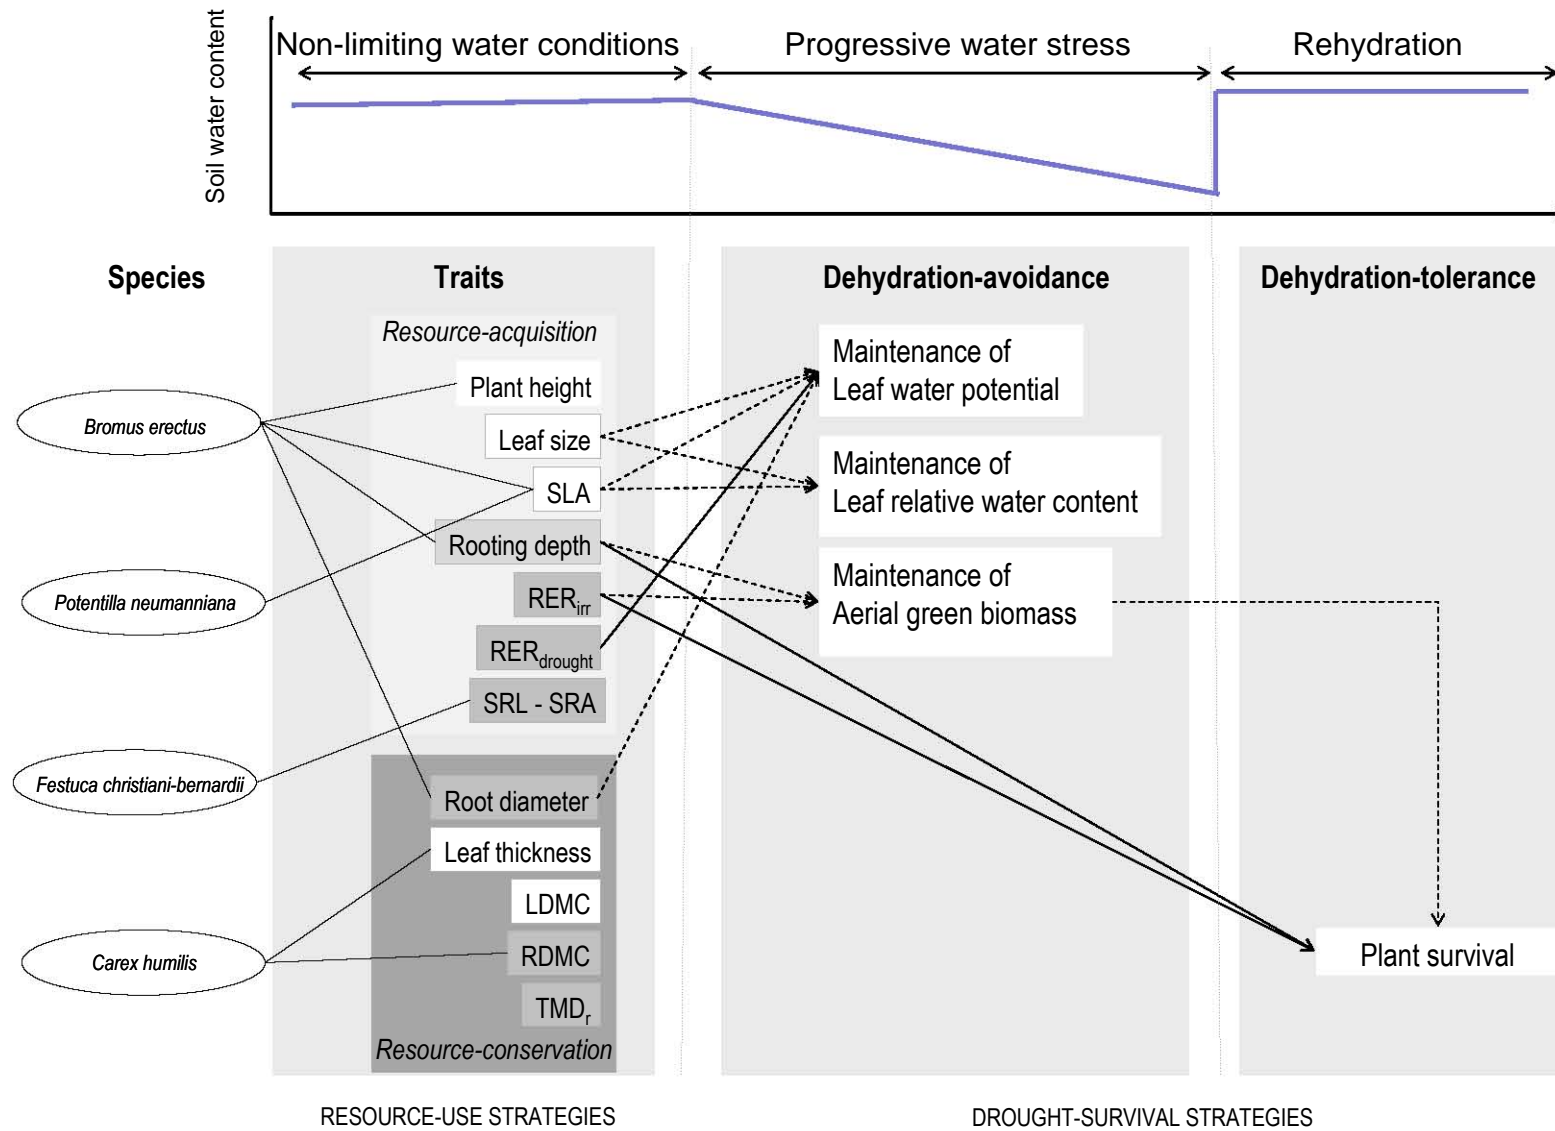 Soil water content
Non-limiting water conditions
Progressive water stress
Rehydration
Species
Traits
Dehydration-avoidance
Dehydration-tolerance
Resource-acquisition
Plant height
Leaf size
SLA
Rooting depth
RERirr
RERdrought
SRL - SRA
Root diameter
Leaf thickness
LDMC
RDMC
TMDr
Resource-conservation
Bromus erectus
Potentilla neumanniana
Festuca christiani-bernardii
Carex humilis
Maintenance of
Leaf water potential
Maintenance of
Leaf relative water content
Maintenance of
Aerial green biomass
Plant survival
RESOURCE-USE STRATEGIES
DROUGHT-SURVIVAL STRATEGIES